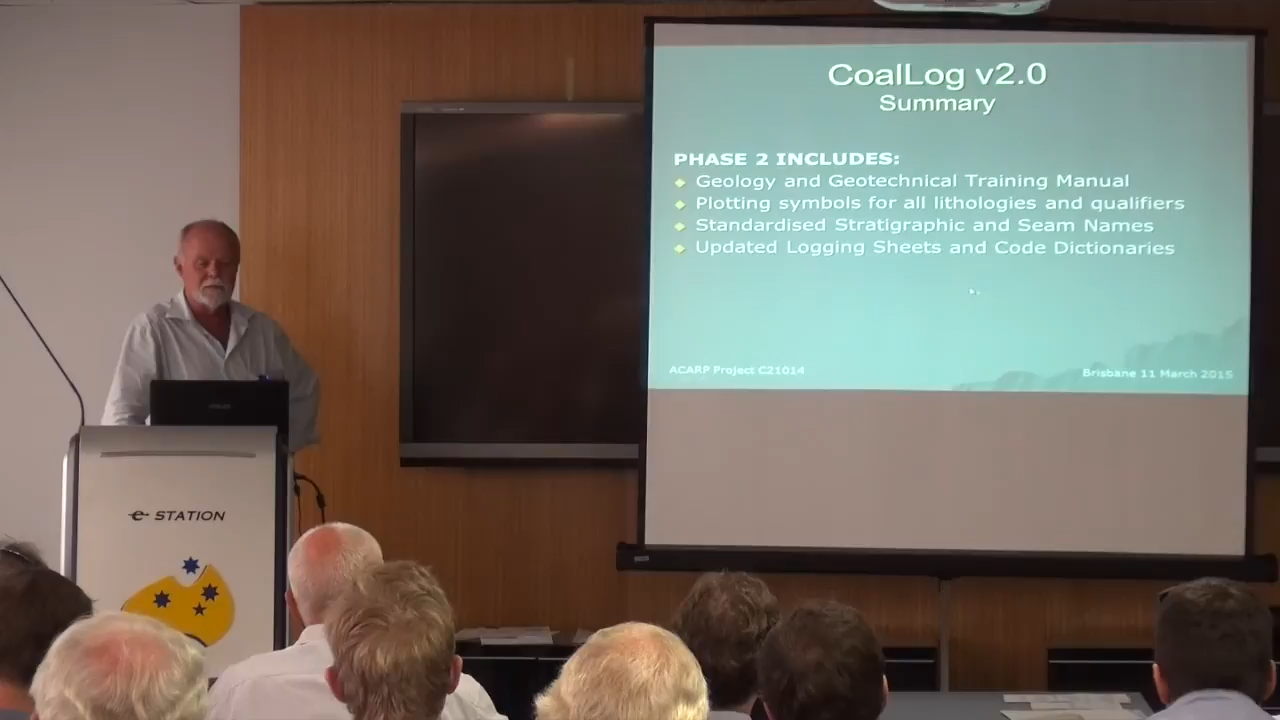 CoalLog v2.0
Summary
PHASE 2 INCLUDES:
Geology and Geotechnical Training Manual
Plotting symbols for all lithologies and qualifiers
Standardised Stratigraphic and Seam Names
Updated Logging Sheets and Code Dictionaries
ACARP Project C21014
Brisbane 11 March 2015
e-STATION